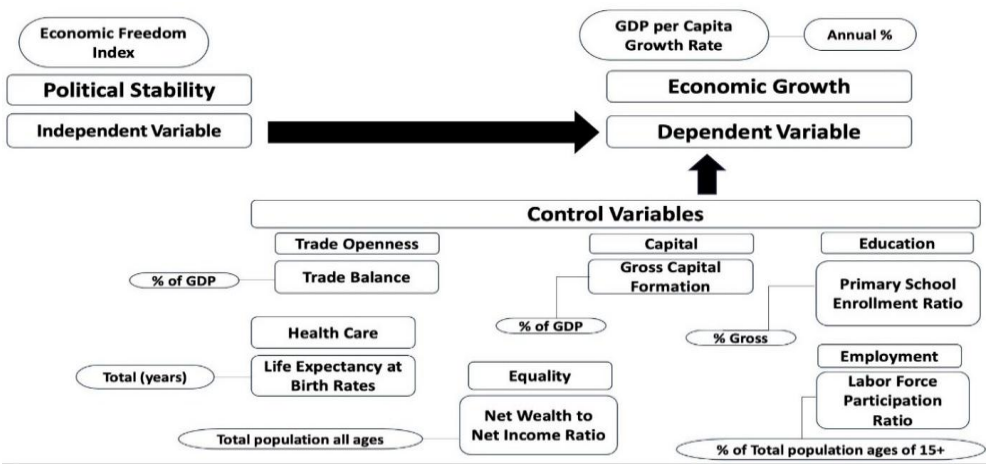 Economic Freedom
Index
Political Stability
Independent Variable
GDP per Capita
Growth Rate
Annual %
Economic Growth
Dependent Variable
Control Variables
Trade Openness
Trade Balance
% of GDP
Health Care
Life Expectancy at
Birth Rates
Total (years)
Capital
Gross Capital
Formation
% of GDP
Equality
Net Wealth to
Net Income Ratio
Total population all ages
Education
Primary School
Enrollment Ratio
% Gross
Employment
Labor Force
Participation
Ratio
% of Total population ages of 15+